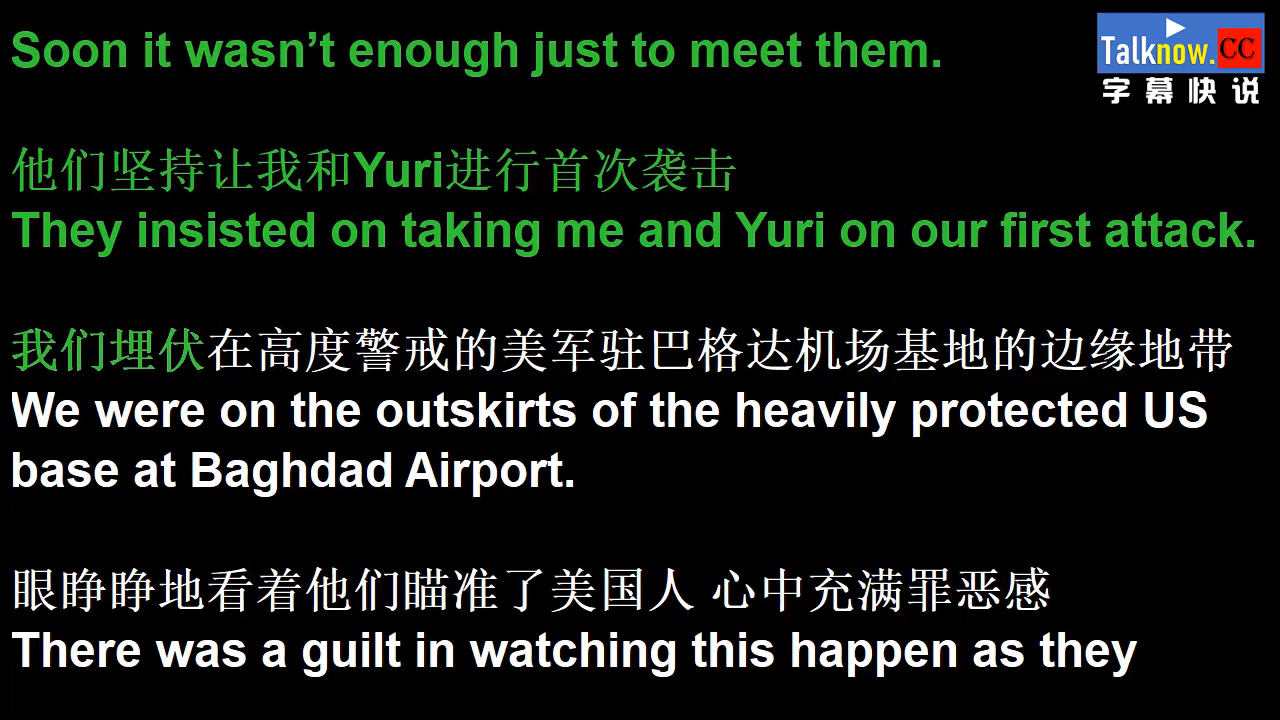 Soon it wasn’t enough just to meet them.
Talknow.CC
字幕快说
他们坚持让我和Yuri进行首次袭击
They insisted on taking me and Yuri on our first attack.
我们埋伏在高度警戒的美军驻巴格达机场基地的边缘地带
We were on the outskirts of the heavily protected US
base at Baghdad Airport.
眼睁睁地看着他们瞄准了美国人 心中充满罪恶感
There was a guilt in watching this happen as they